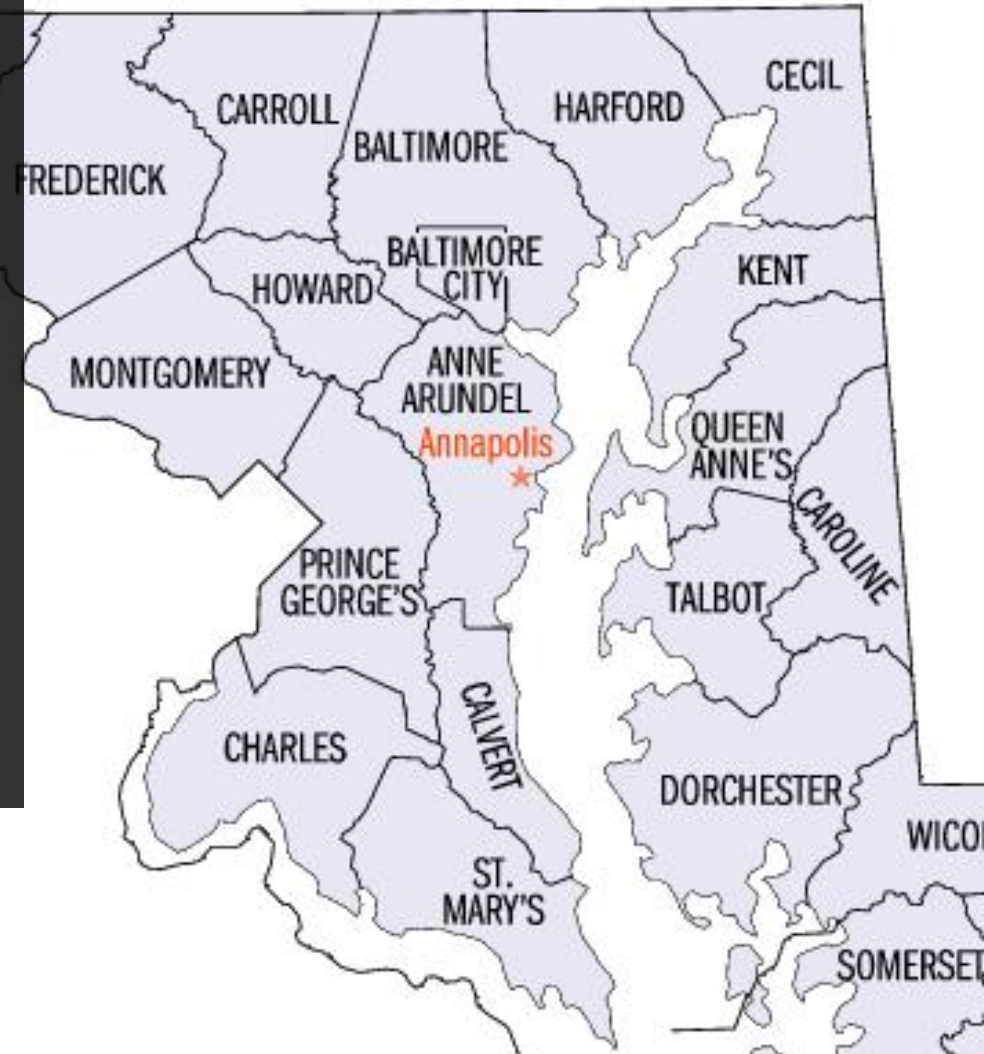 CECIL
CARROLL
HARFORD
BALTIMORE
FREDERICK
BALTIMORE
CITY
KENT
HOWARD
MONTGOMERY
ANNE
ARUNDEL
QUEEN
ANNE'S
Annapolis
CAROLINE
PRINCE
GEORGE'S
TALBOT
CALVERT
CHARLES
DORCHESTER
WICO
ST.
MARY'S
SOMERSET